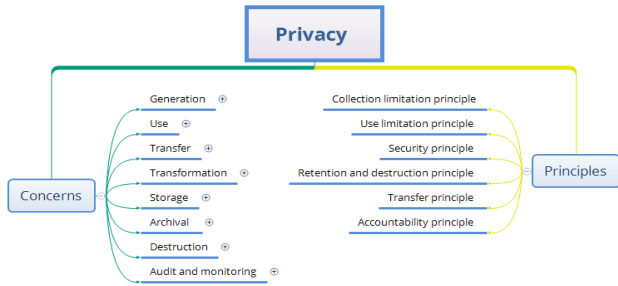 Privacy
Concerns
Generation
Use
Transfer
Transformation
Storage
Archival
Destruction
Audit and monitoring
Principles
Collection limitation principle
Use limitation principle
Security principle
Retention and destruction principle
Transfer principle
Accountability principle